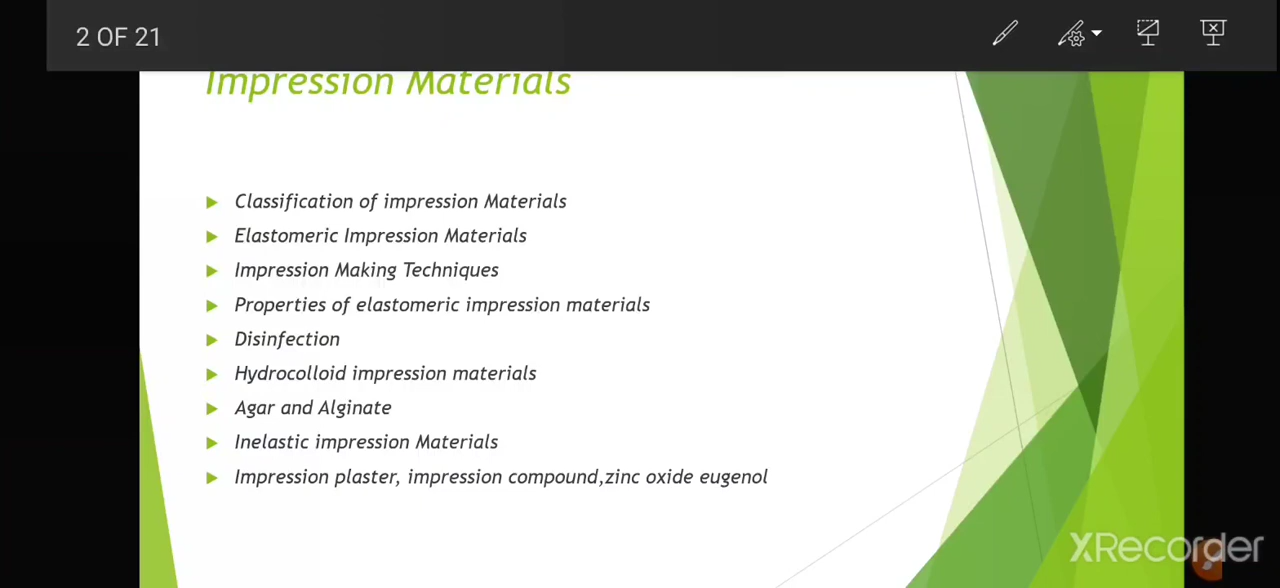 2 OF 21
Impression Materials
Classification of impression Materials
Elastomeric Impression Materials
Impression Making Techniques
Properties of elastomeric impression materials
Disinfection
Hydrocolloid impression materials
Agar and Alginate
Inelastic impression Materials
Impression plaster, impression compound,zinc oxide eugenol
XRecorder